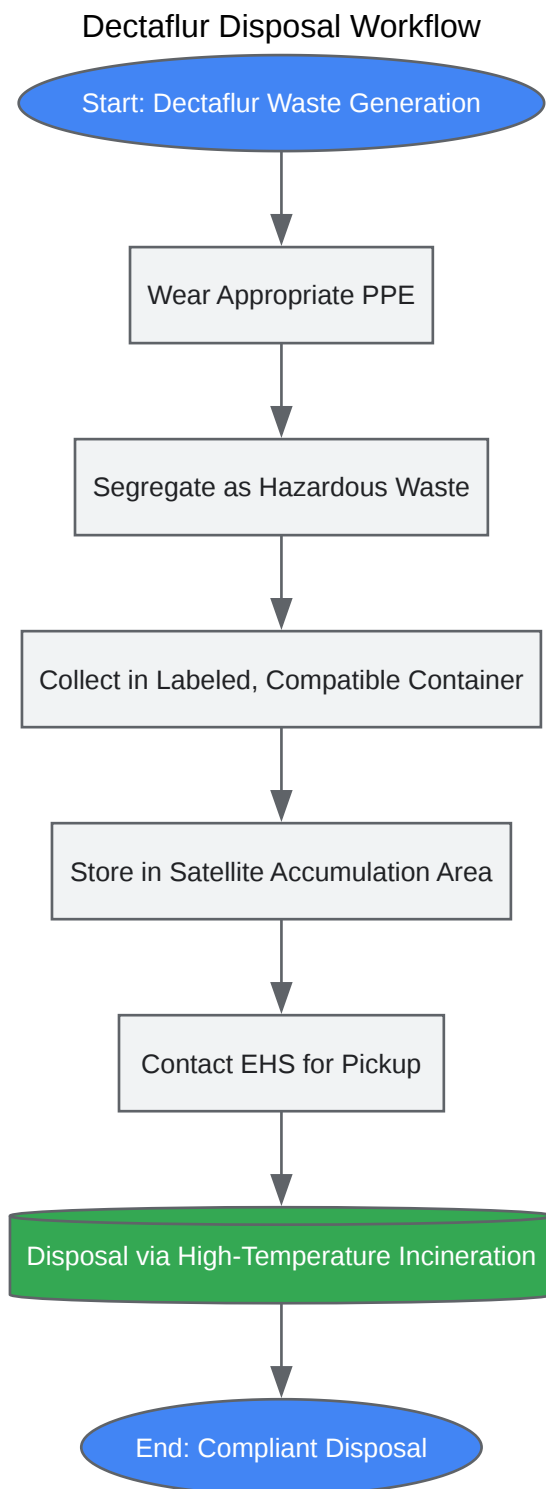 Dectaflur Disposal Workflow
Start: Dectaflur Waste Generation
Wear Appropriate PPE
Segregate as Hazardous Waste
Collect in Labeled, Compatible Container
Store in Satellite Accumulation Area
Contact EHS for Pickup
Disposal via High-Temperature Incineration
End: Compliant Disposal